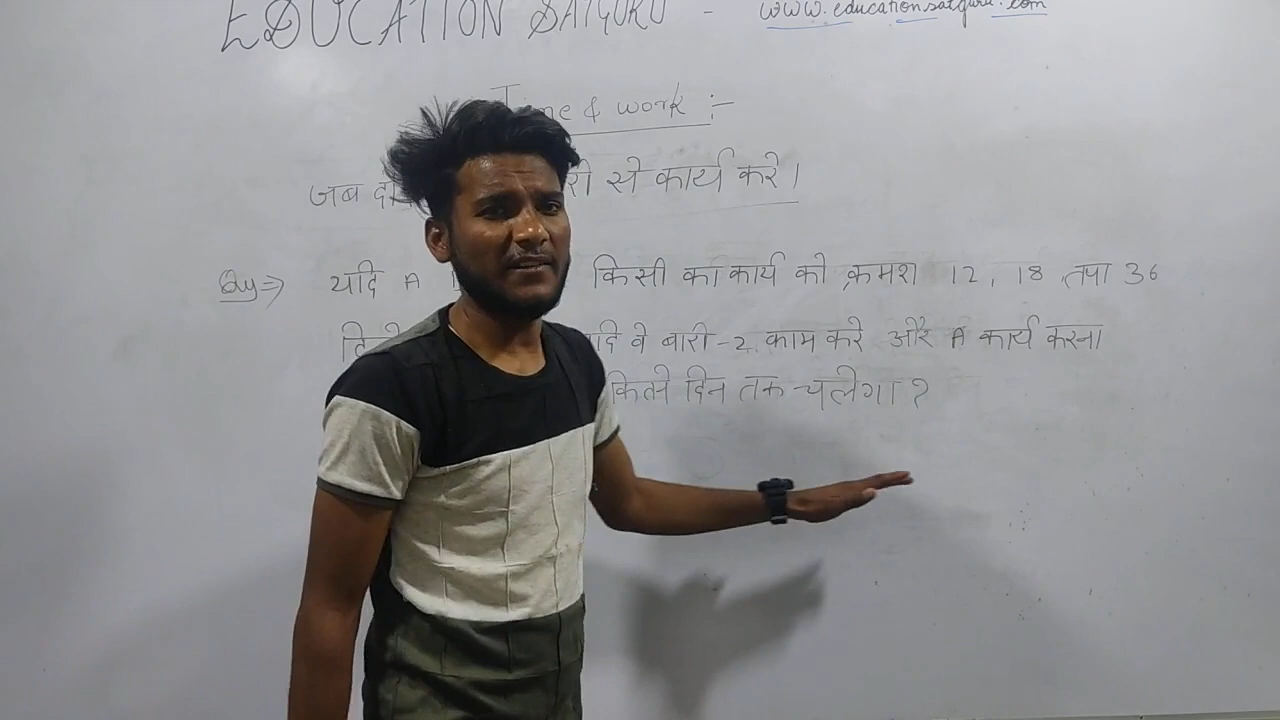 EDUCATION SATGURU - www.educationsatguru.com
Time & work :-
जब से कार्य करे।
Qy⇒ यदि A किसी का कार्य को क्रमश 12, 18 तथा 36
वे बारी-2 काम करे और A कार्य करना
कितने दिन तक चलेगा?